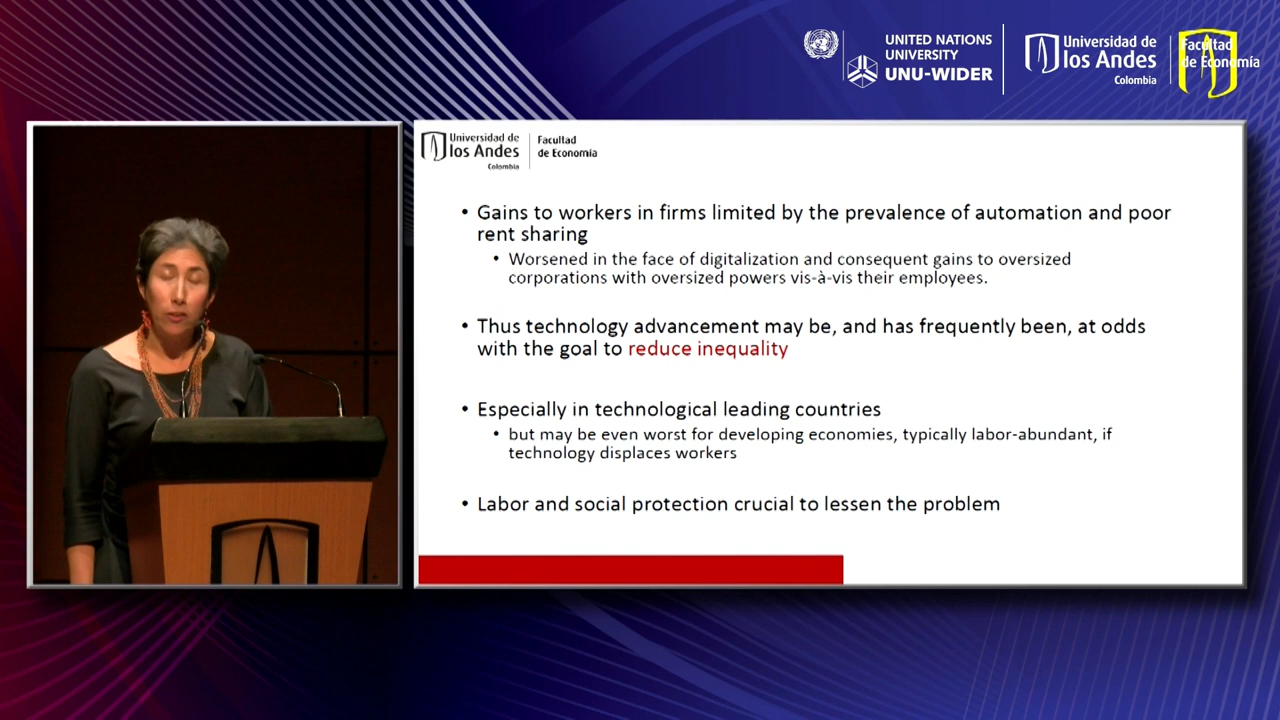 UNITED NATIONS
UNIVERSITY
UNU-WIDER
Universidad de
los Andes
Colombia
Facultad
de Economía
Universidad de
los Andes
Colombia
Facultad
de Economía
• Gains to workers in firms limited by the prevalence of automation and poor
rent sharing
• Worsened in the face of digitalization and consequent gains to oversized
corporations with oversized powers vis-à-vis their employees.
• Thus technology advancement may be, and has frequently been, at odds
with the goal to reduce inequality
• Especially in technological leading countries
• but may be even worst for developing economies, typically labor-abundant, if
technology displaces workers
• Labor and social protection crucial to lessen the problem